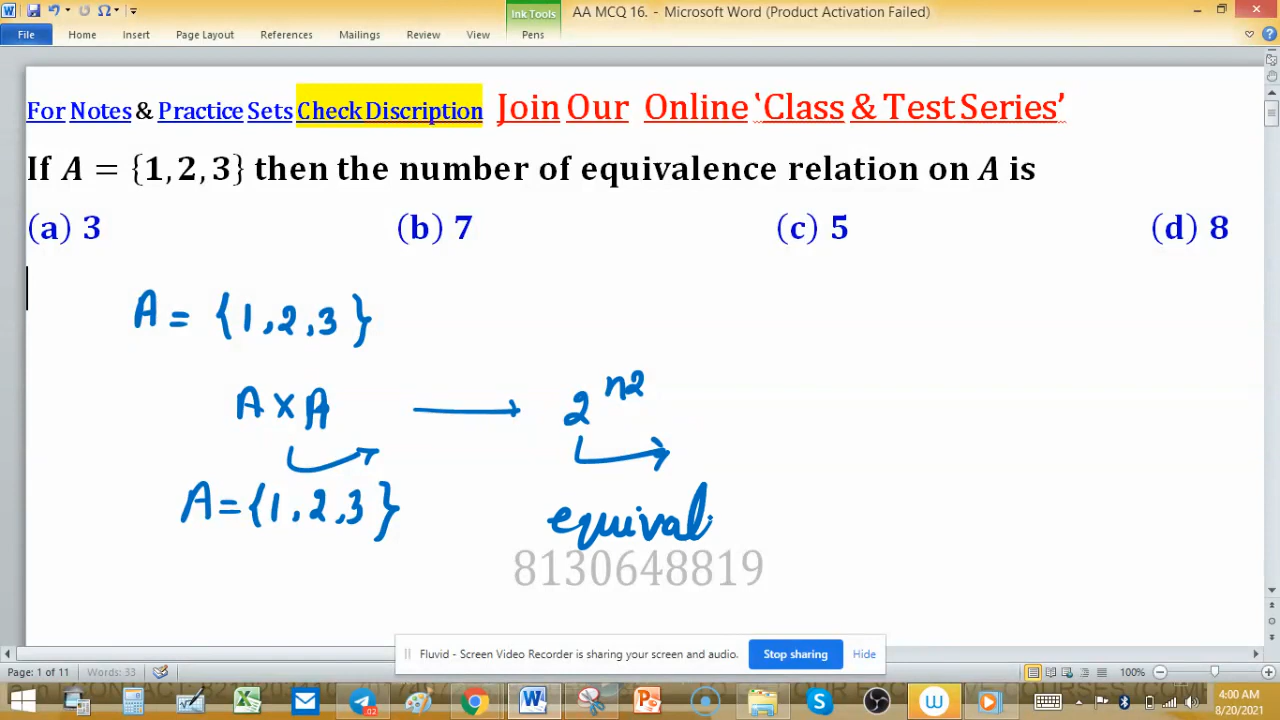 AA MCQ 16. - Microsoft Word (Product Activation Failed)
Ink Tools
File Home Insert Page Layout References Mailings Review View Pens
For Notes & Practice Sets Check Discription Join Our Online 'Class & Test Series'
If A = {1, 2, 3} then the number of equivalence relation on A is
(a) 3 (b) 7 (c) 5 (d) 8
A = {1, 2, 3}
A × A → 2^n2
A = {1, 2, 3} equival
8130648819
Fluvid - Screen Video Recorder is sharing your screen and audio. Stop sharing Hide
Page: 1 of 11 Words: 33 100%
4:00 AM
8/20/2021